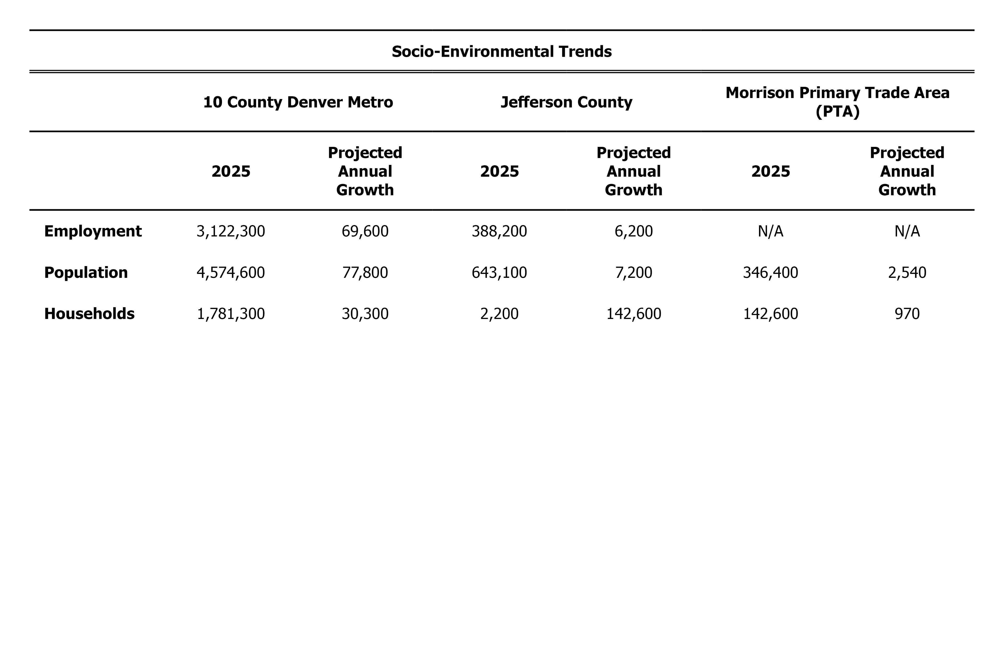 Socio-Environmental Trends
10 County Denver Metro Jefferson County Morrison Primary Trade Area
(PTA)
2025 Projected Annual Growth 2025 Projected Annual Growth 2025 Projected Annual Growth
Employment 3,122,300 69,600 388,200 6,200 N/A N/A
Population 4,574,600 77,800 643,100 7,200 346,400 2,540
Households 1,781,300 30,300 2,200 142,600 142,600 970